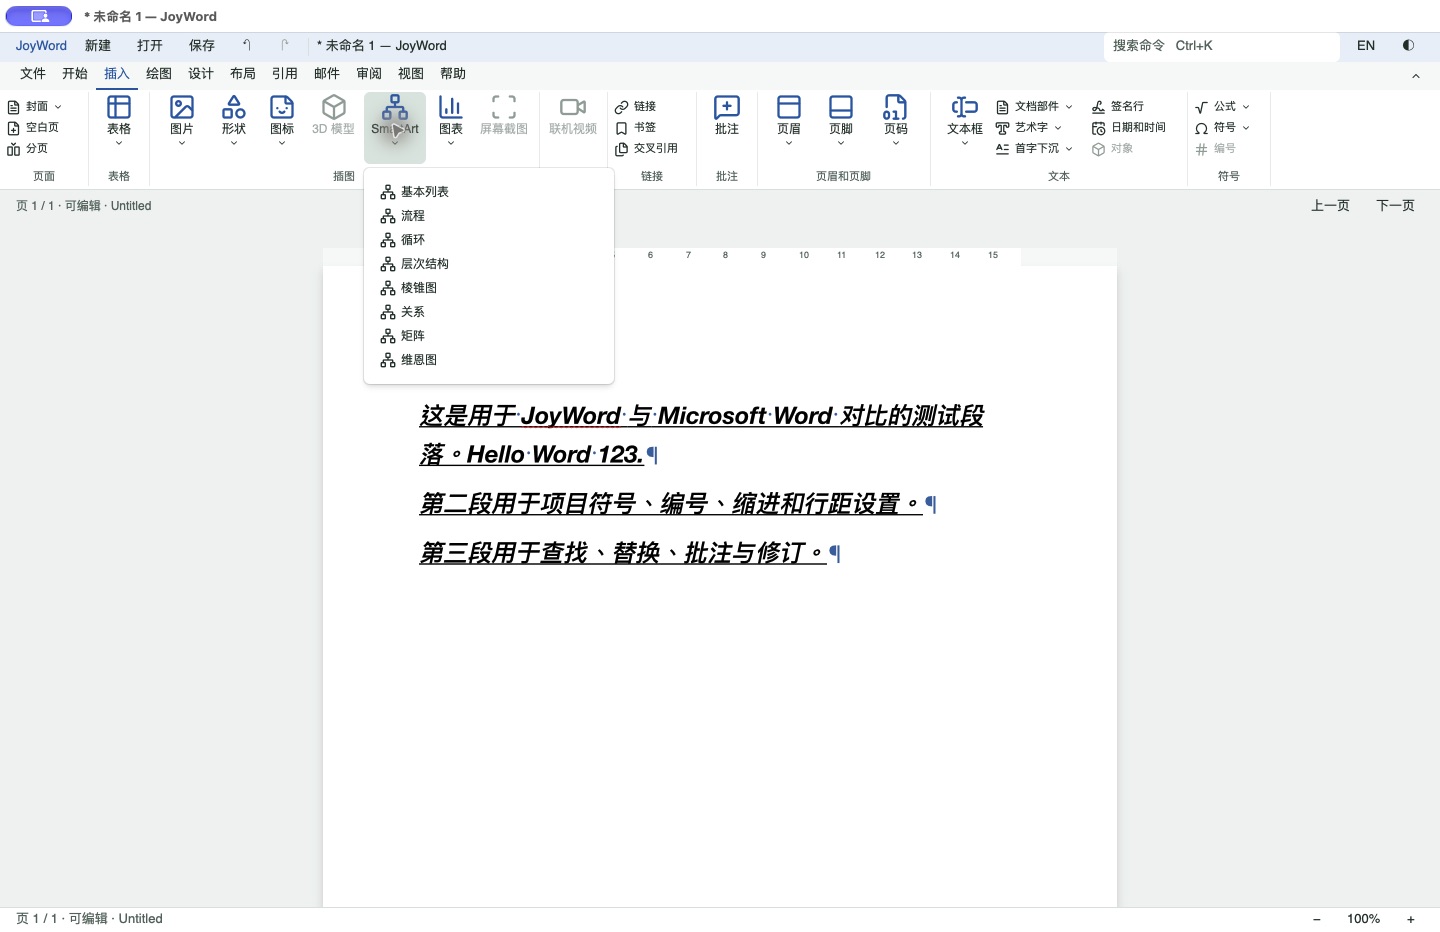 * 未命名 1 — JoyWord
JoyWord 新建 打开 保存 * 未命名 1 — JoyWord 搜索命令 Ctrl+K EN
文件 开始 插入 绘图 设计 布局 引用 邮件 审阅 视图 帮助
封面
空白页
分页
页面
表格
表格
图片
形状
图标
3D 模型
SmartArt
图表
屏幕截图
插图
联机视频
链接
书签
交叉引用
链接
批注
批注
页眉
页脚
页码
页眉和页脚
文本框
文档部件
艺术字
首字下沉
签名行
日期和时间
对象
文本
公式
符号
编号
符号
页 1 / 1 · 可编辑 · Untitled 上一页 下一页
基本列表
流程
循环
层次结构
棱锥图
关系
矩阵
维恩图
6 7 8 9 10 11 12 13 14 15
这是用于·JoyWord·与·Microsoft·Word·对比的测试段
落。Hello·Word·123.¶
第二段用于项目符号、编号、缩进和行距设置。¶
第三段用于查找、替换、批注与修订。¶
页 1 / 1 · 可编辑 · Untitled − 100% +